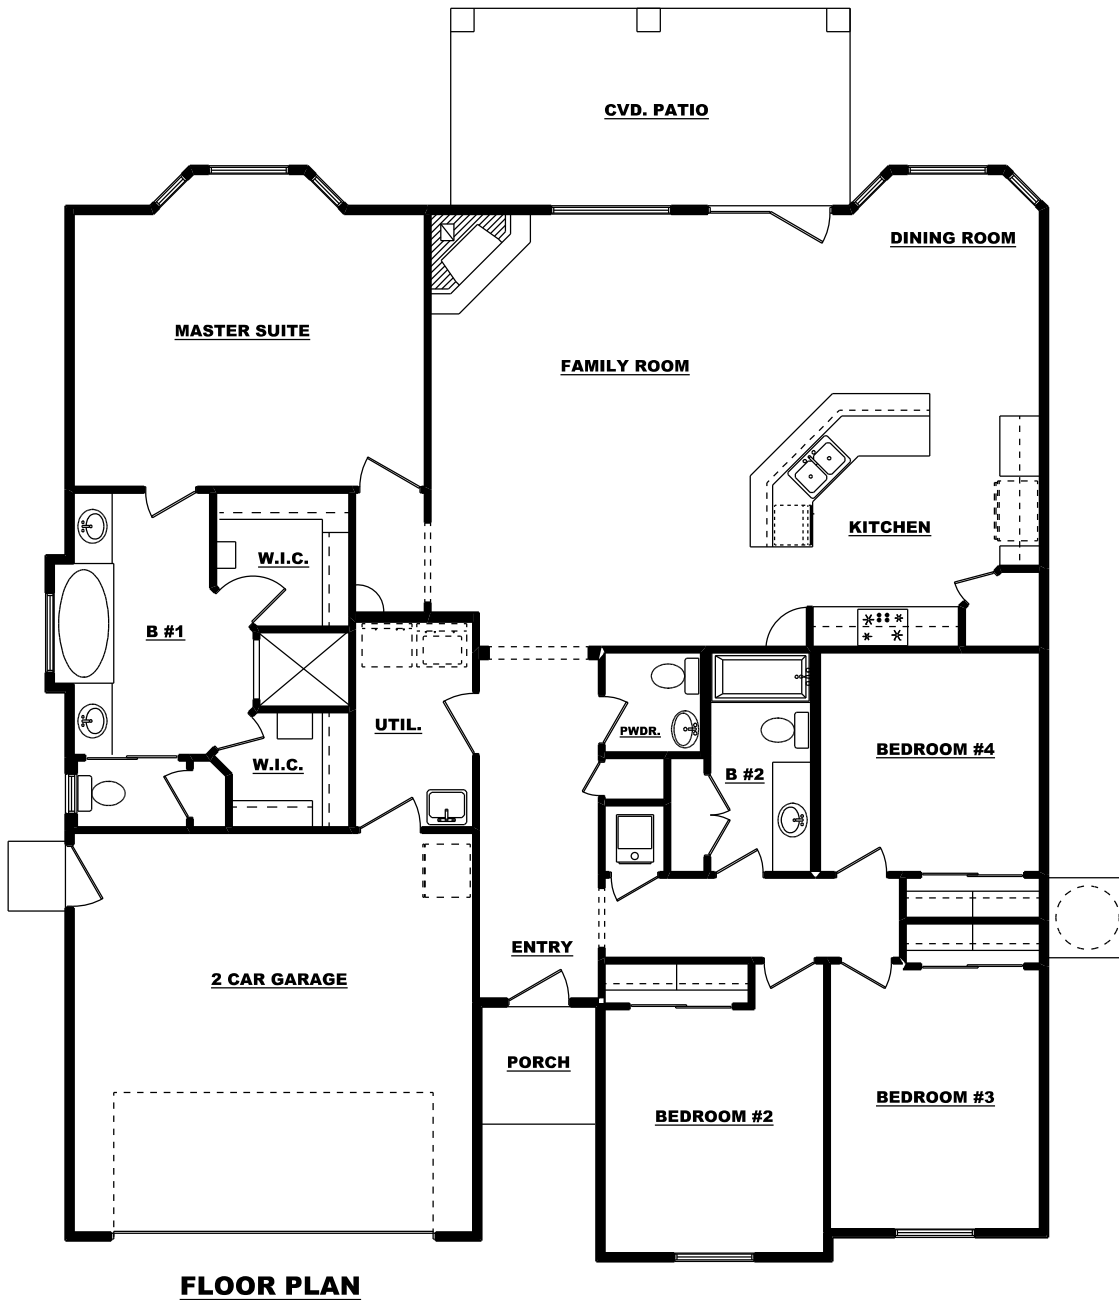 CVD. PATIO
DINING ROOM
MASTER SUITE
FAMILY ROOM
KITCHEN
W.I.C.
B #1
UTIL.
PWDR.
BEDROOM #4
W.I.C.
B #2
ENTRY
2 CAR GARAGE
PORCH
BEDROOM #3
BEDROOM #2
FLOOR PLAN